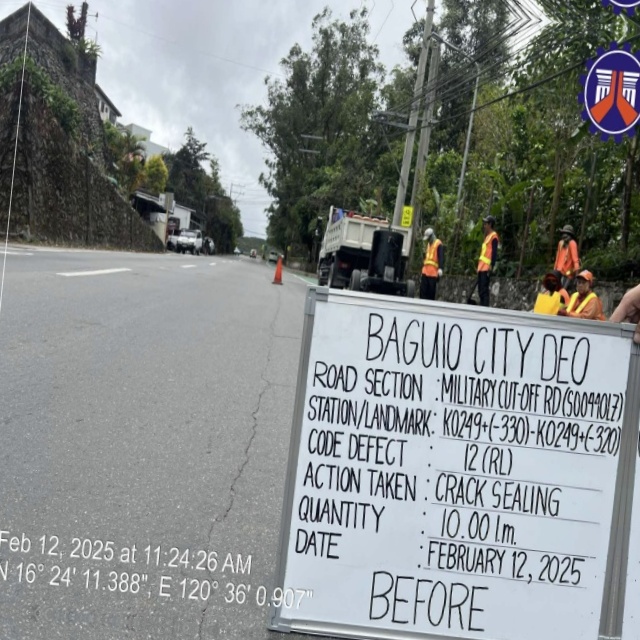 BAGUIO CITY DEO
ROAD SECTION : MILITARY CUT-OFF RD (S00449017)
STATION/LANDMARK : K0249+(-330)-K0249+(-320)
CODE DEFECT : 12 (RL)
ACTION TAKEN : CRACK SEALING
QUANTITY : 10.00 l.m.
DATE : FEBRUARY 12, 2025
BEFORE
Feb 12, 2025 at 11:24:26 AM
N 16° 24' 11.388", E 120° 36' 0.907"